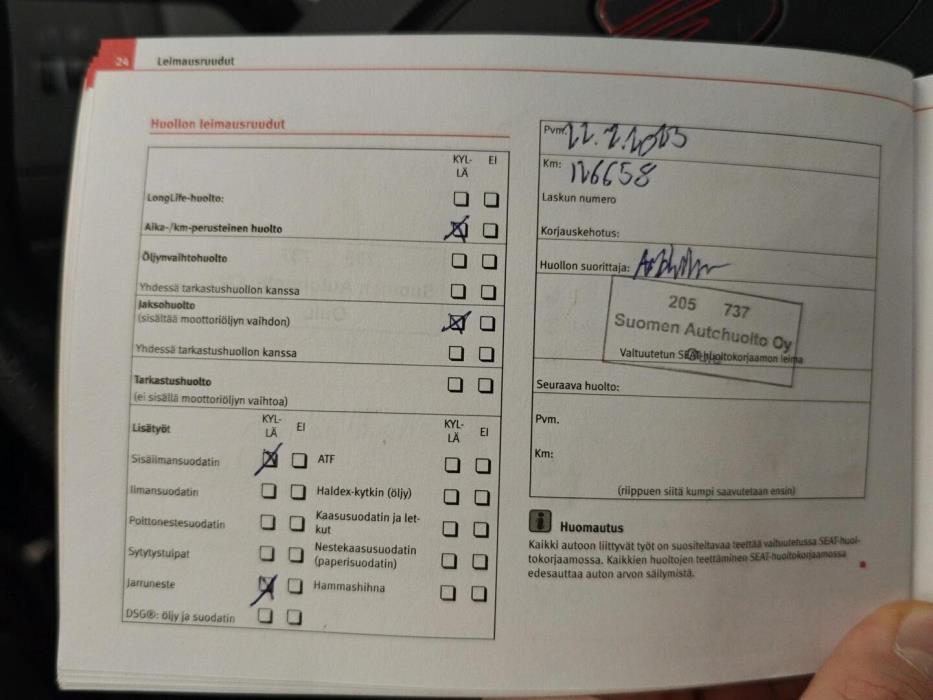 24 Leimausruudut
Huollon leimausruudut
KYL-LÄ EI
LongLife-huolto:
Aika-/km-perusteinen huolto
Öljynvaihtohuolto
Yhdessä tarkastushuollon kanssa
Jaksohuolto
(sisältää moottoriöljyn vaihdon)
Yhdessä tarkastushuollon kanssa
Tarkastushuolto
(ei sisällä moottoriöljyn vaihtoa)
Lisätyöt KYL-LÄ EI KYL-LÄ EI
Sisäilmansuodatin ATF
Ilmansuodatin Haldex-kytkin (öljy)
Polttonestesuodatin Kaasusuodatin ja let-
kut
Sytytystulpat Nestekaasusuodatin
(paperisuodatin)
Jarruneste Hammashihna
DSG®: öljy ja suodatin
Pvm.
Km: 126658
Laskun numero
Korjauskehotus:
Huollon suorittaja:
205 737
Suomen Autohuolto Oy
Oulu
Valtuutetun SEAT-huoltokorjaamon leima
Seuraava huolto:
Pvm.
Km:
(riippuen siitä kumpi saavutetaan ensin)
Huomautus
Kaikki autoon liittyvät työt on suositeltavaa teettää valtuutetussa SEAT-huol-
tokorjaamossa. Kaikkien huoltojen teettäminen SEAT-huoltokorjaamossa
edesauttaa auton arvon säilymistä.